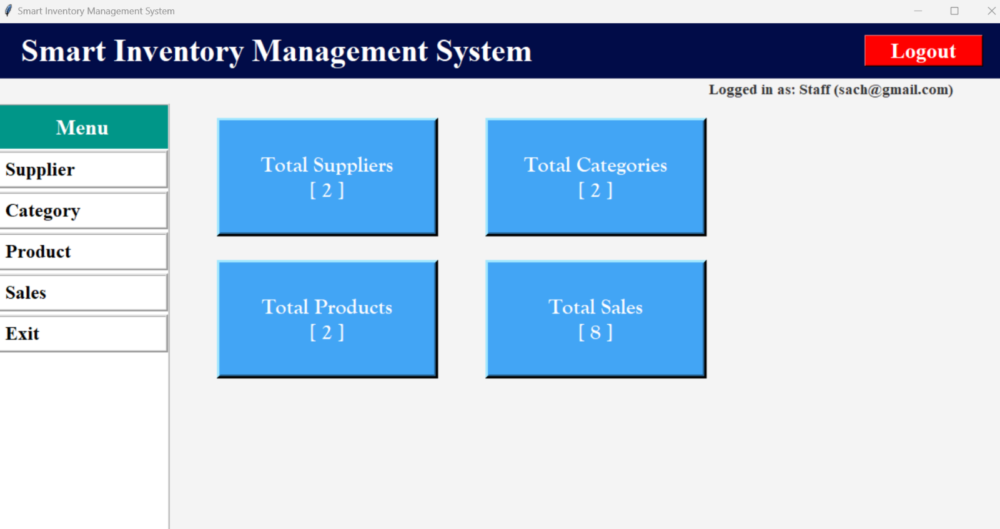 Smart Inventory Management System
Smart Inventory Management System
Logout
Logged in as: Staff (sach@gmail.com)
Menu
Supplier
Category
Product
Sales
Exit
Total Suppliers
[ 2 ]
Total Categories
[ 2 ]
Total Products
[ 2 ]
Total Sales
[ 8 ]